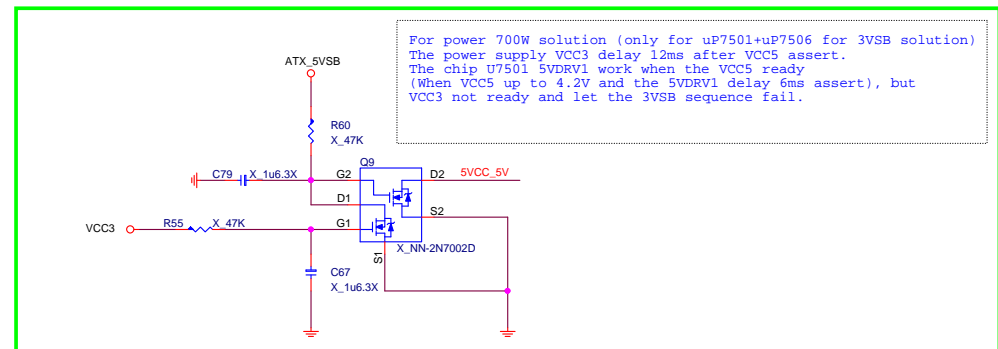 For power 700W solution (only for uP7501+uP7506 for 3VSB solution)
The power supply VCC3 delay 12ms after VCC5 assert.
The chip U7501 5VDRV1 work when the VCC5 ready
(When VCC5 up to 4.2V and the 5VDRV1 delay 6ms assert), but
VCC3 not ready and let the 3VSB sequence fail.
ATX_5VSB
R60
X_47K
Q9
C79 X_1u6.3X G2 D2 5VCC_5V
D1
S2
VCC3 R55 X_47K G1
X_NN-2N7002D
S1
C67
X_1u6.3X